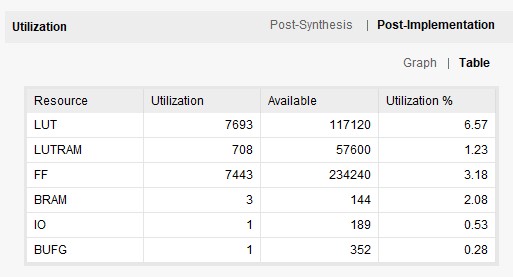 Utilization Post-Synthesis | Post-Implementation
Graph | Table
Resource Utilization Available Utilization %
LUT 7693 117120 6.57
LUTRAM 708 57600 1.23
FF 7443 234240 3.18
BRAM 3 144 2.08
IO 1 189 0.53
BUFG 1 352 0.28